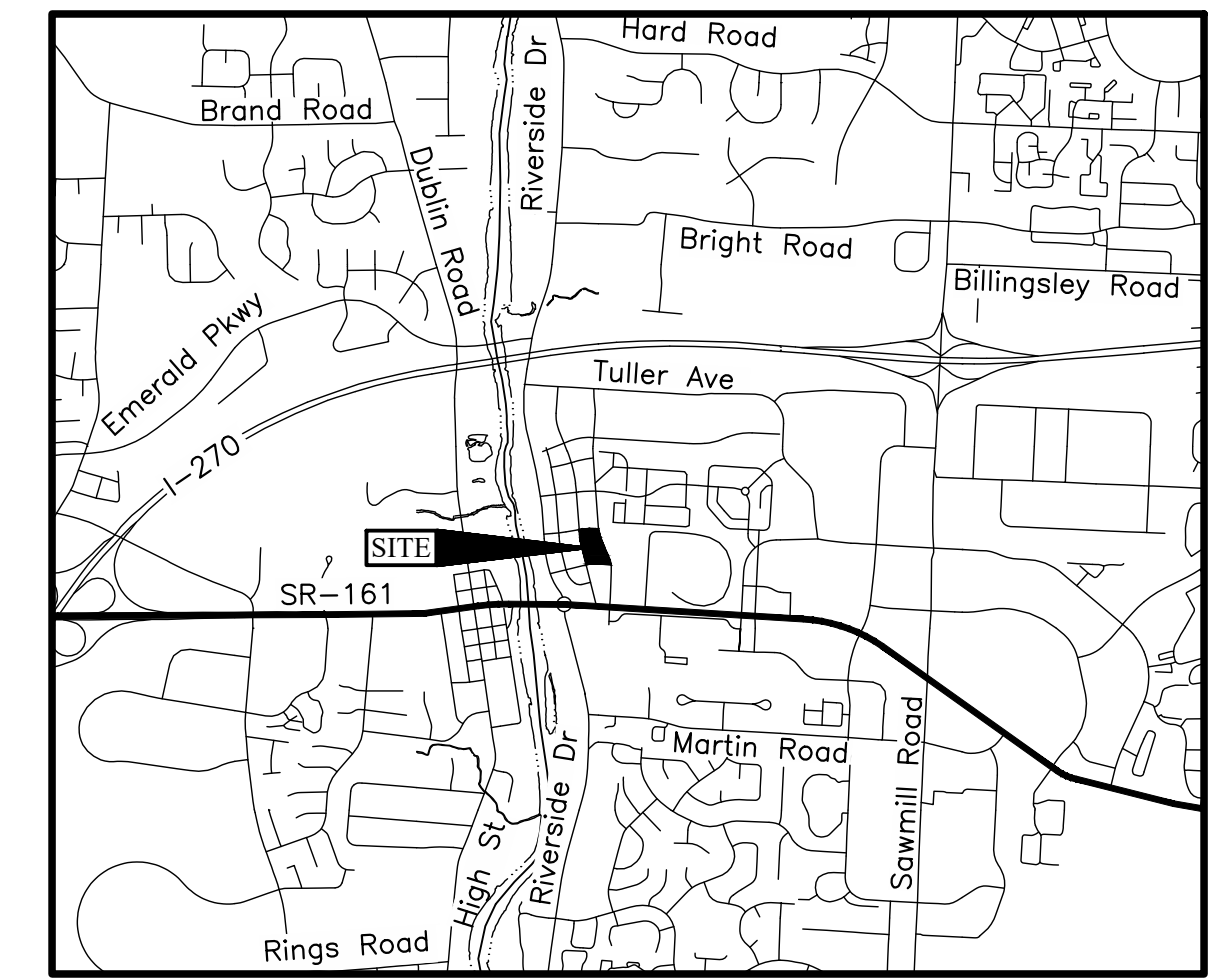 Hard Road
Riverside Dr
Brand Road
Dublin Road
Bright Road
Billingsley Road
Emerald Pkwy
Tuller Ave
I-270
SITE
SR-161
Martin Road
Sawmill Road
Riverside Dr
High St
Rings Road